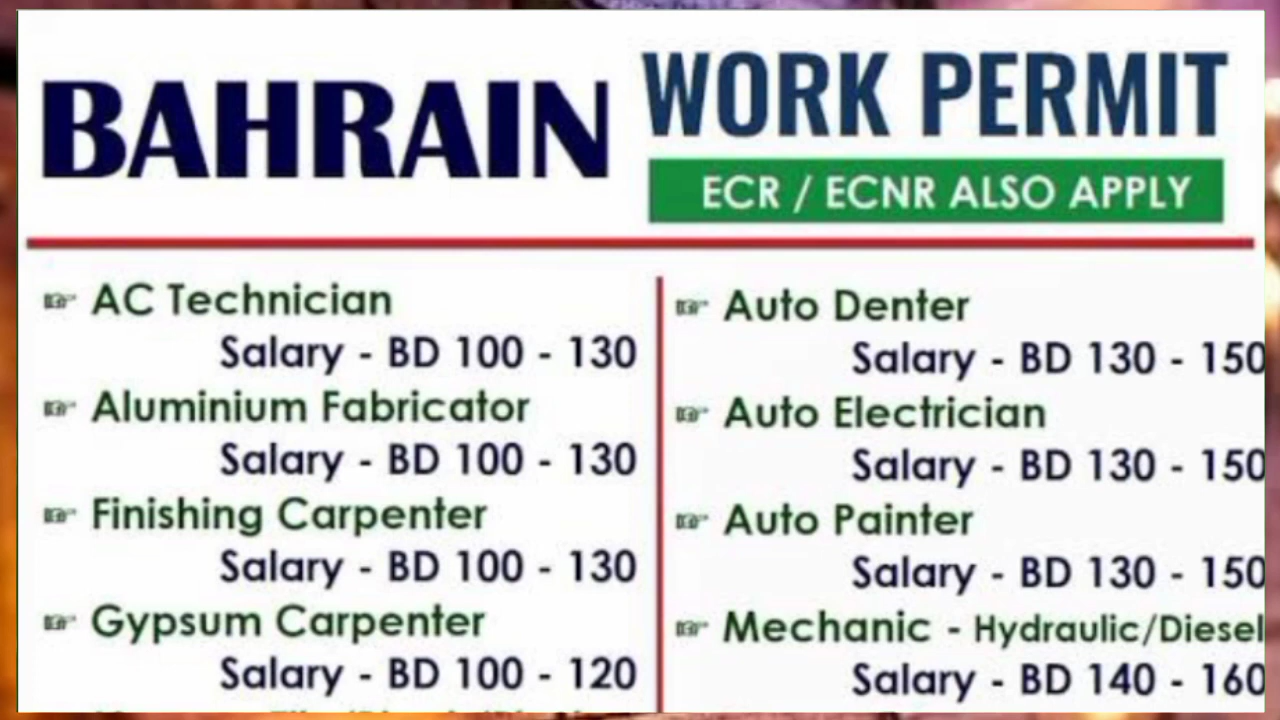 BAHRAIN
WORK PERMIT
ECR / ECNR ALSO APPLY
AC Technician
Salary - BD 100 - 130
Aluminium Fabricator
Salary - BD 100 - 130
Finishing Carpenter
Salary - BD 100 - 130
Gypsum Carpenter
Salary - BD 100 - 120
Auto Denter
Salary - BD 130 - 150
Auto Electrician
Salary - BD 130 - 150
Auto Painter
Salary - BD 130 - 150
Mechanic - Hydraulic/Diesel
Salary - BD 140 - 160